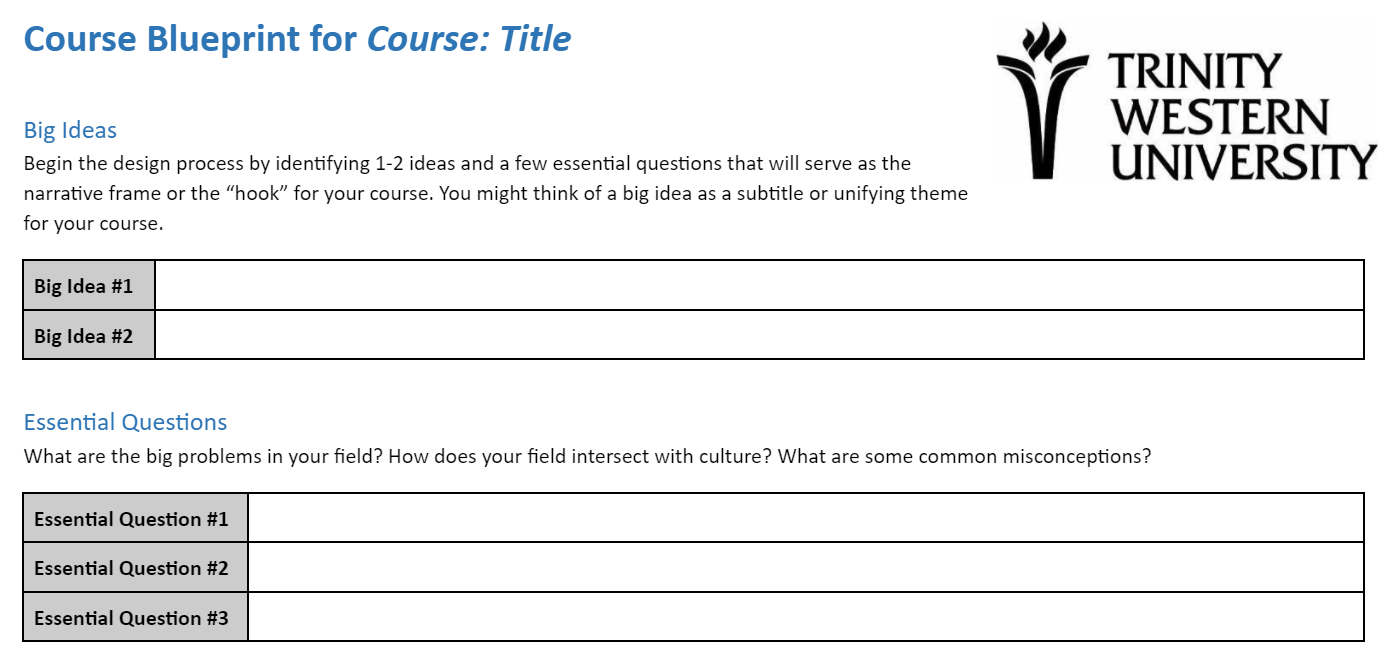 Course Blueprint for Course: Title
TRINITY
WESTERN
UNIVERSITY
Big Ideas
Begin the design process by identifying 1-2 ideas and a few essential questions that will serve as the
narrative frame or the “hook” for your course. You might think of a big idea as a subtitle or unifying theme
for your course.
Big Idea #1
Big Idea #2
Essential Questions
What are the big problems in your field? How does your field intersect with culture? What are some common misconceptions?
Essential Question #1
Essential Question #2
Essential Question #3